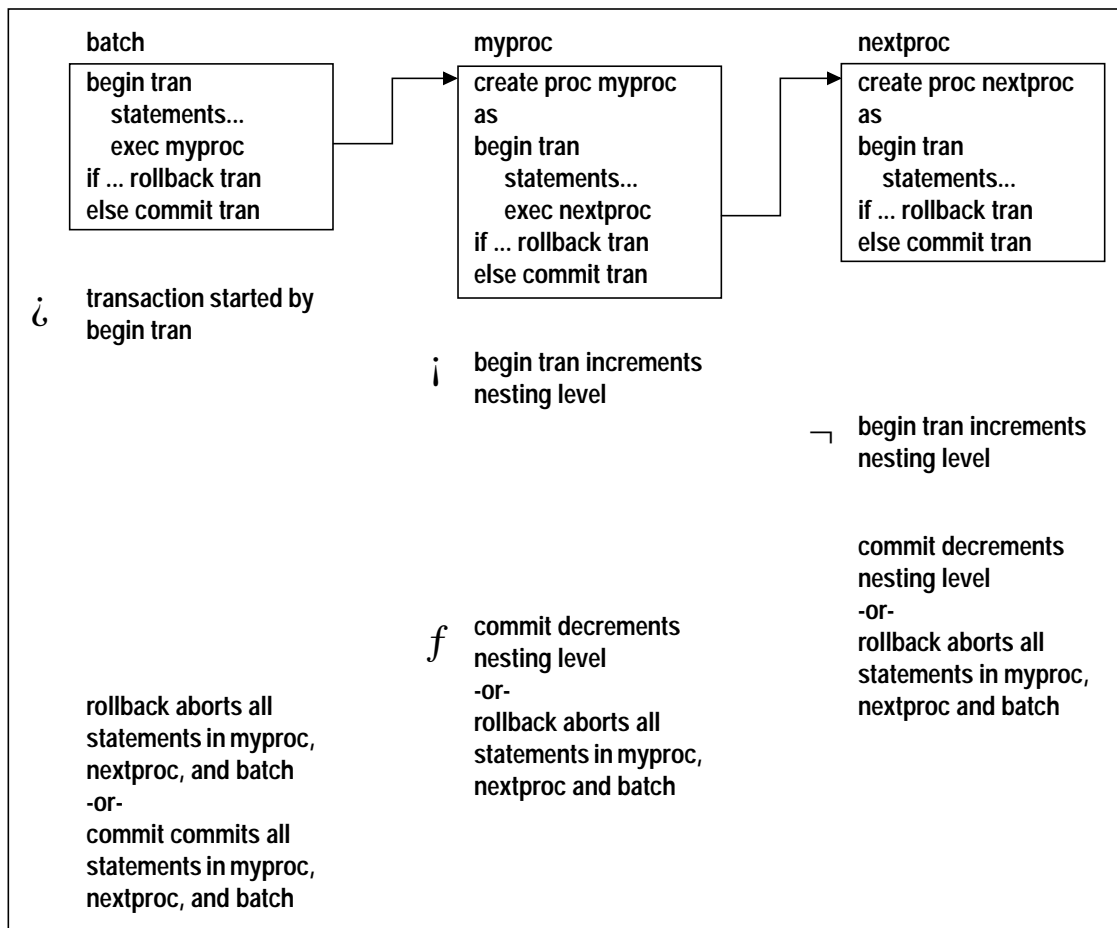 batch
begin tran
statements...
exec myproc
if ... rollback tran
else commit tran
¿ transaction started by
begin tran
rollback aborts all
statements in myproc,
nextproc, and batch
-or-
commit commits all
statements in myproc,
nextproc, and batch
myproc
create proc myproc
as
begin tran
statements...
exec nextproc
if ... rollback tran
else commit tran
¡ begin tran increments
nesting level
ƒ commit decrements
nesting level
-or-
rollback aborts all
statements in myproc,
nextproc and batch
nextproc
create proc nextproc
as
begin tran
statements...
if ... rollback tran
else commit tran
¬ begin tran increments
nesting level
commit decrements
nesting level
-or-
rollback aborts all
statements in myproc,
nextproc and batch